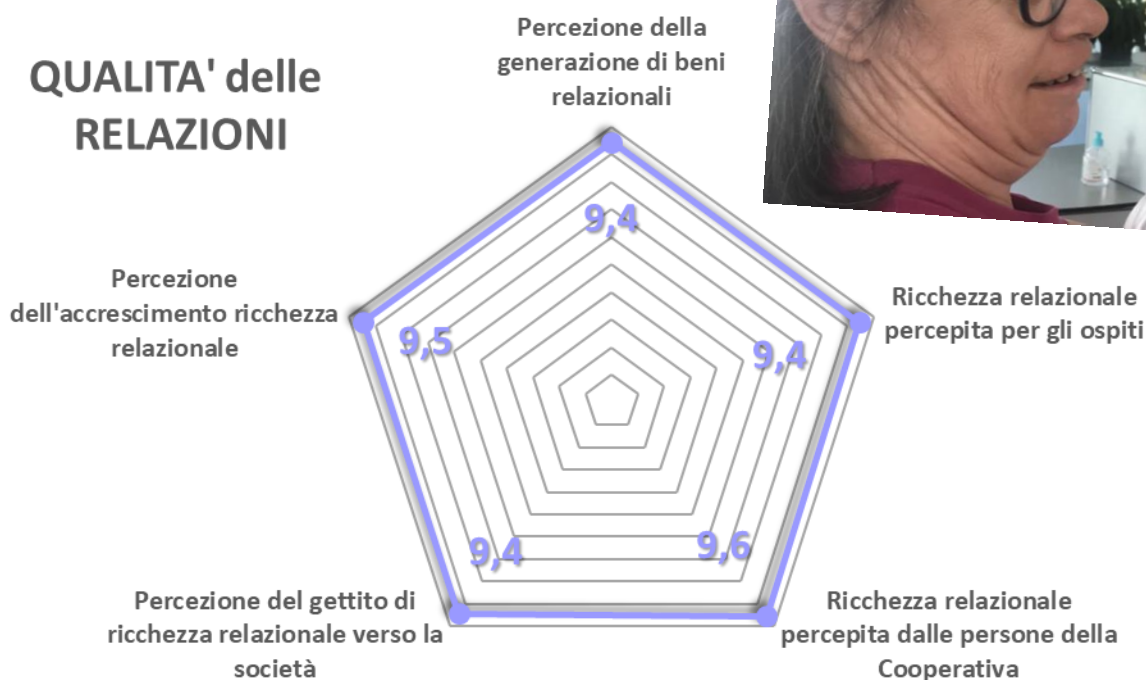 QUALITA' delle
RELAZIONI
Percezione della
generazione di beni
relazionali
9,4
Ricchezza relazionale
percepita per gli ospiti
9,4
Ricchezza relazionale
percepita dalle persone della
Cooperativa
9,6
Percezione del gettito di
ricchezza relazionale verso la
società
9,4
Percezione
dell'accrescimento ricchezza
relazionale
9,5